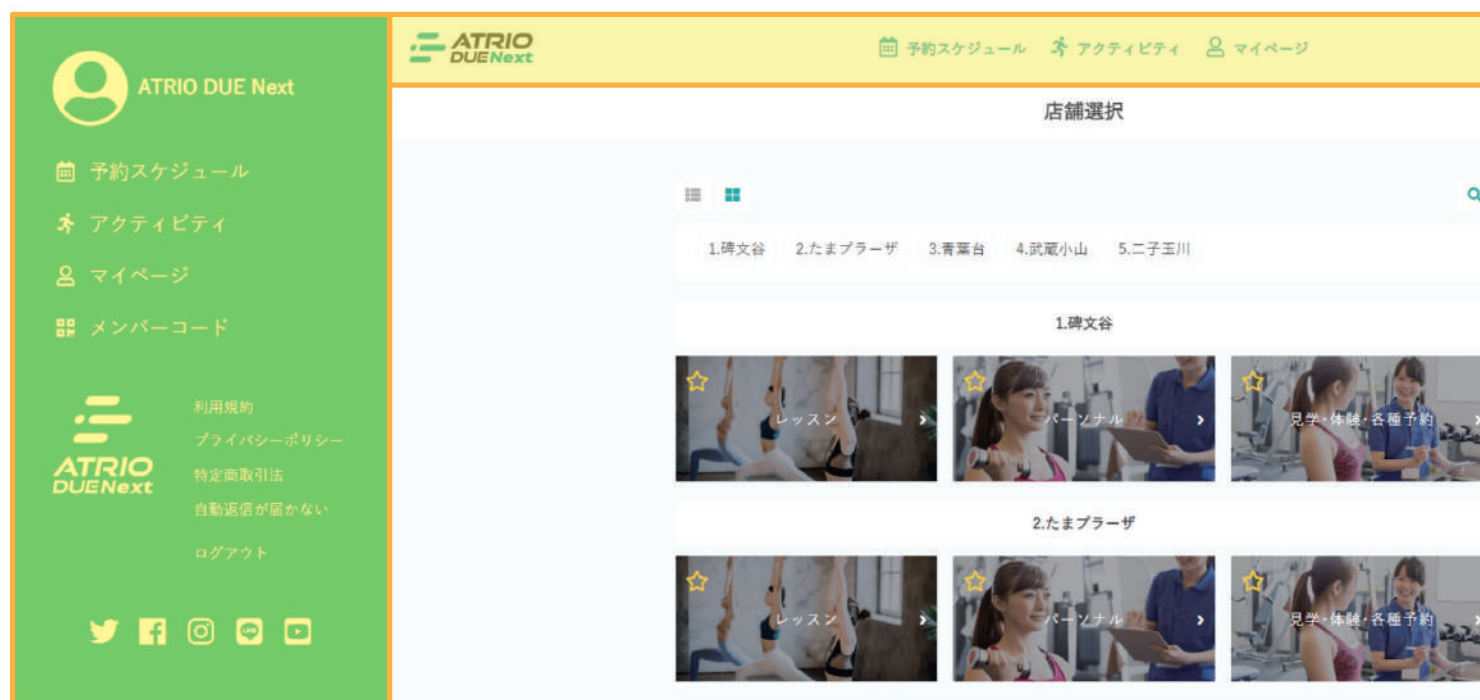 ATRIO DUE Next
予約スケジュール
アクティビティ
マイページ
メンバーコード
ATRIO
DUENext
利用規約
プライバシーポリシー
特定商取引法
自動返信が届かない
ログアウト
LINE
ATRIO
DUENext
予約スケジュール アクティビティ マイページ
店舗選択
1.碑文谷 2.たまプラーザ 3.青葉台 4.武蔵小山 5.二子玉川
1.碑文谷
レッスン パーソナル 見学・体験・各種予約
2.たまプラーザ
レッスン パーソナル 見学・体験・各種予約